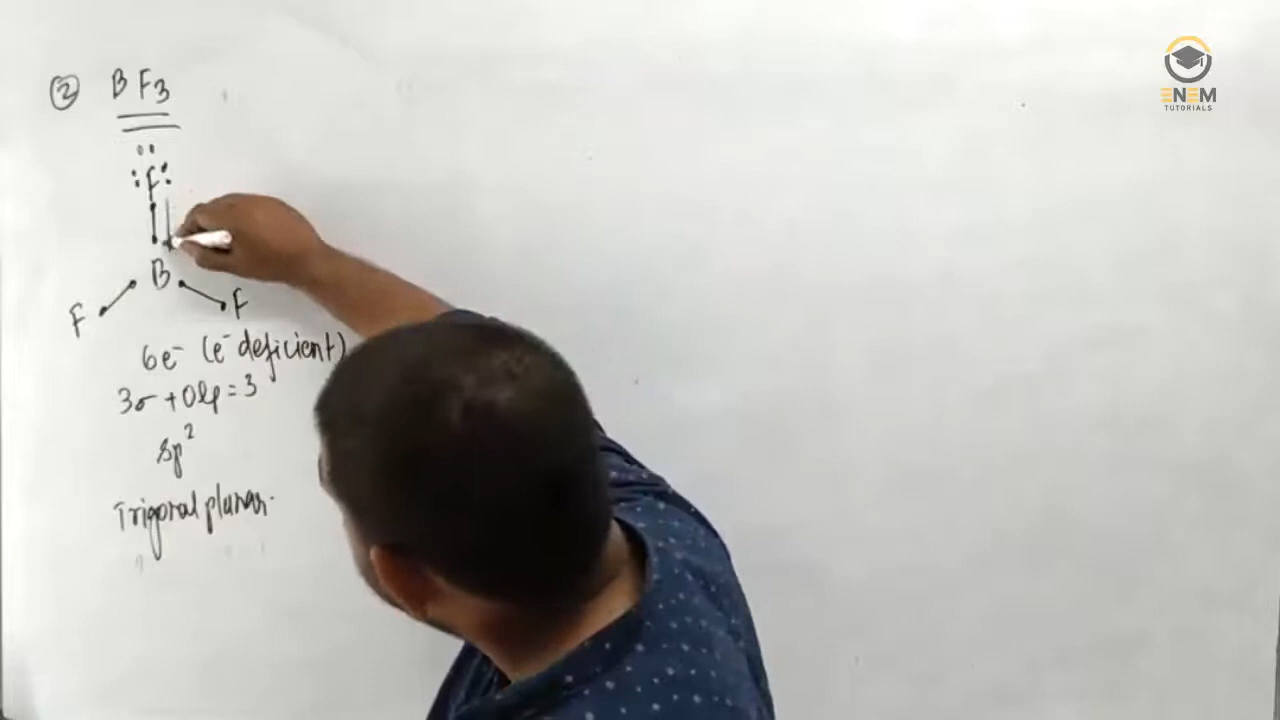 ② BF3
F
B
F F
6e⁻ (e⁻ deficient)
3σ + 0lp = 3
sp²
Trigonal planar.
ENEM
TUTORIALS